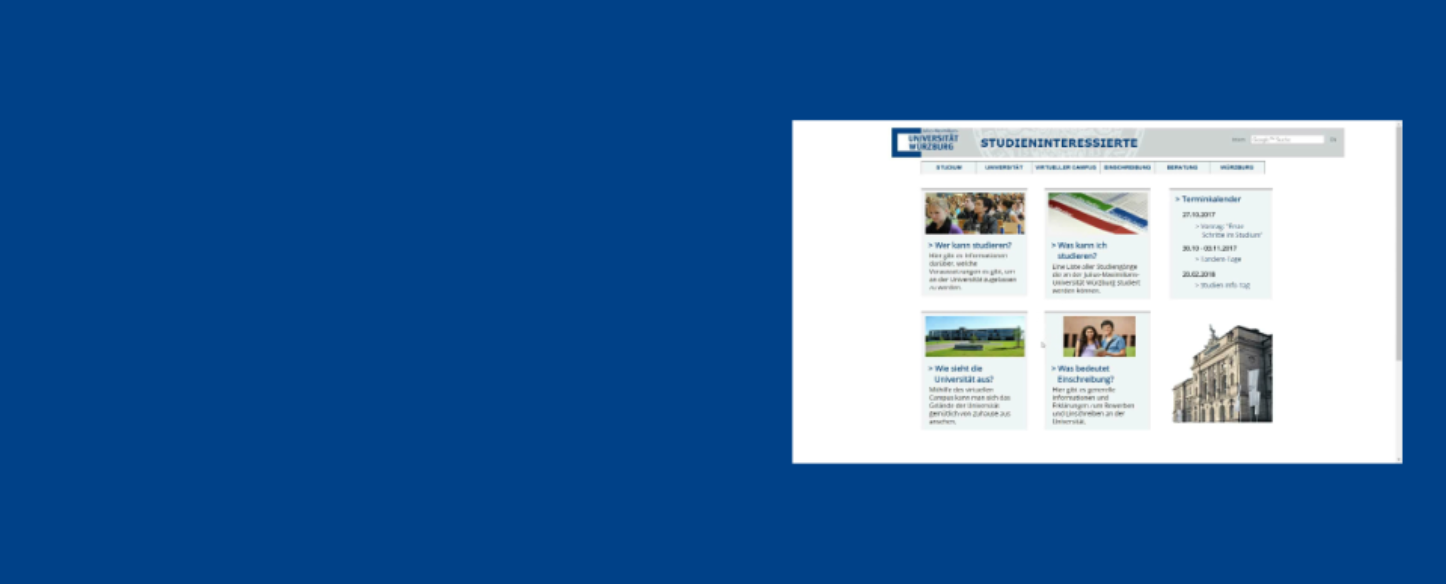 UNIVERSITÄT
WÜRZBURG
STUDIENINTERESSIERTE
STUDIUM UNIVERSITÄT VIRTUELLER CAMPUS EINSCHREIBUNG BERATUNG WÜRZBURG
> Wer kann studieren?
Hier gibt es Informationen
darüber, welche
Voraussetzungen es gibt, um
an der Universität zugelassen
zu werden.
> Was kann ich
studieren?
Eine Liste aller Studiengänge
die an der Julius-Maximilians-
Universität Würzburg studiert
werden können.
> Terminkalender
27.10.2017
> Vortrag: "Erste
Schritte im Studium"
30.10 - 03.11.2017
> Tandem-Tage
20.02.2018
> Studien-Info-Tag
> Wie sieht die
Universität aus?
Mithilfe des virtuellen
Campus kann man sich das
Gelände der Universität
gemütlich von zuhause aus
ansehen.
> Was bedeutet
Einschreibung?
Hier gibt es generelle
Informationen und
Erklärungen zum Bewerben
und Einschreiben an der
Universität.